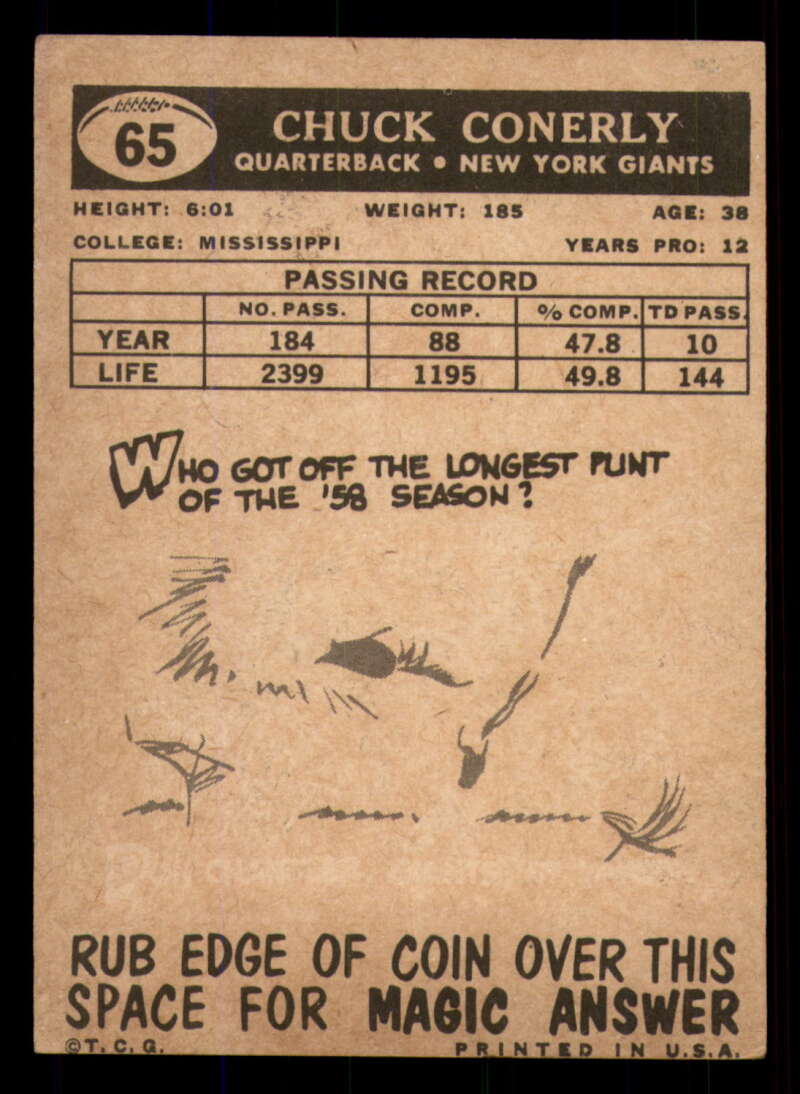 65
CHUCK CONERLY
QUARTERBACK • NEW YORK GIANTS
HEIGHT: 6:01 WEIGHT: 185 AGE: 38
COLLEGE: MISSISSIPPI YEARS PRO: 12
PASSING RECORD
NO. PASS. COMP. % COMP. TD PASS.
YEAR 184 88 47.8 10
LIFE 2399 1195 49.8 144
WHO GOT OFF THE LONGEST PUNT
OF THE '58 SEASON?
RUB EDGE OF COIN OVER THIS
SPACE FOR MAGIC ANSWER
©T.C.G. PRINTED IN U.S.A.